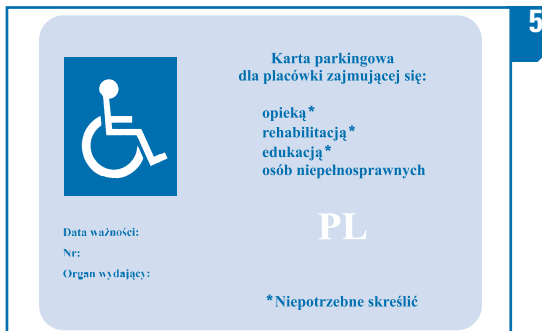 5
Karta parkingowa
dla placówki zajmującej się:
opieką*
rehabilitacją*
edukacją*
osób niepełnosprawnych
PL
Data ważności:
Nr:
Organ wydający:
*Niepotrzebne skreślić